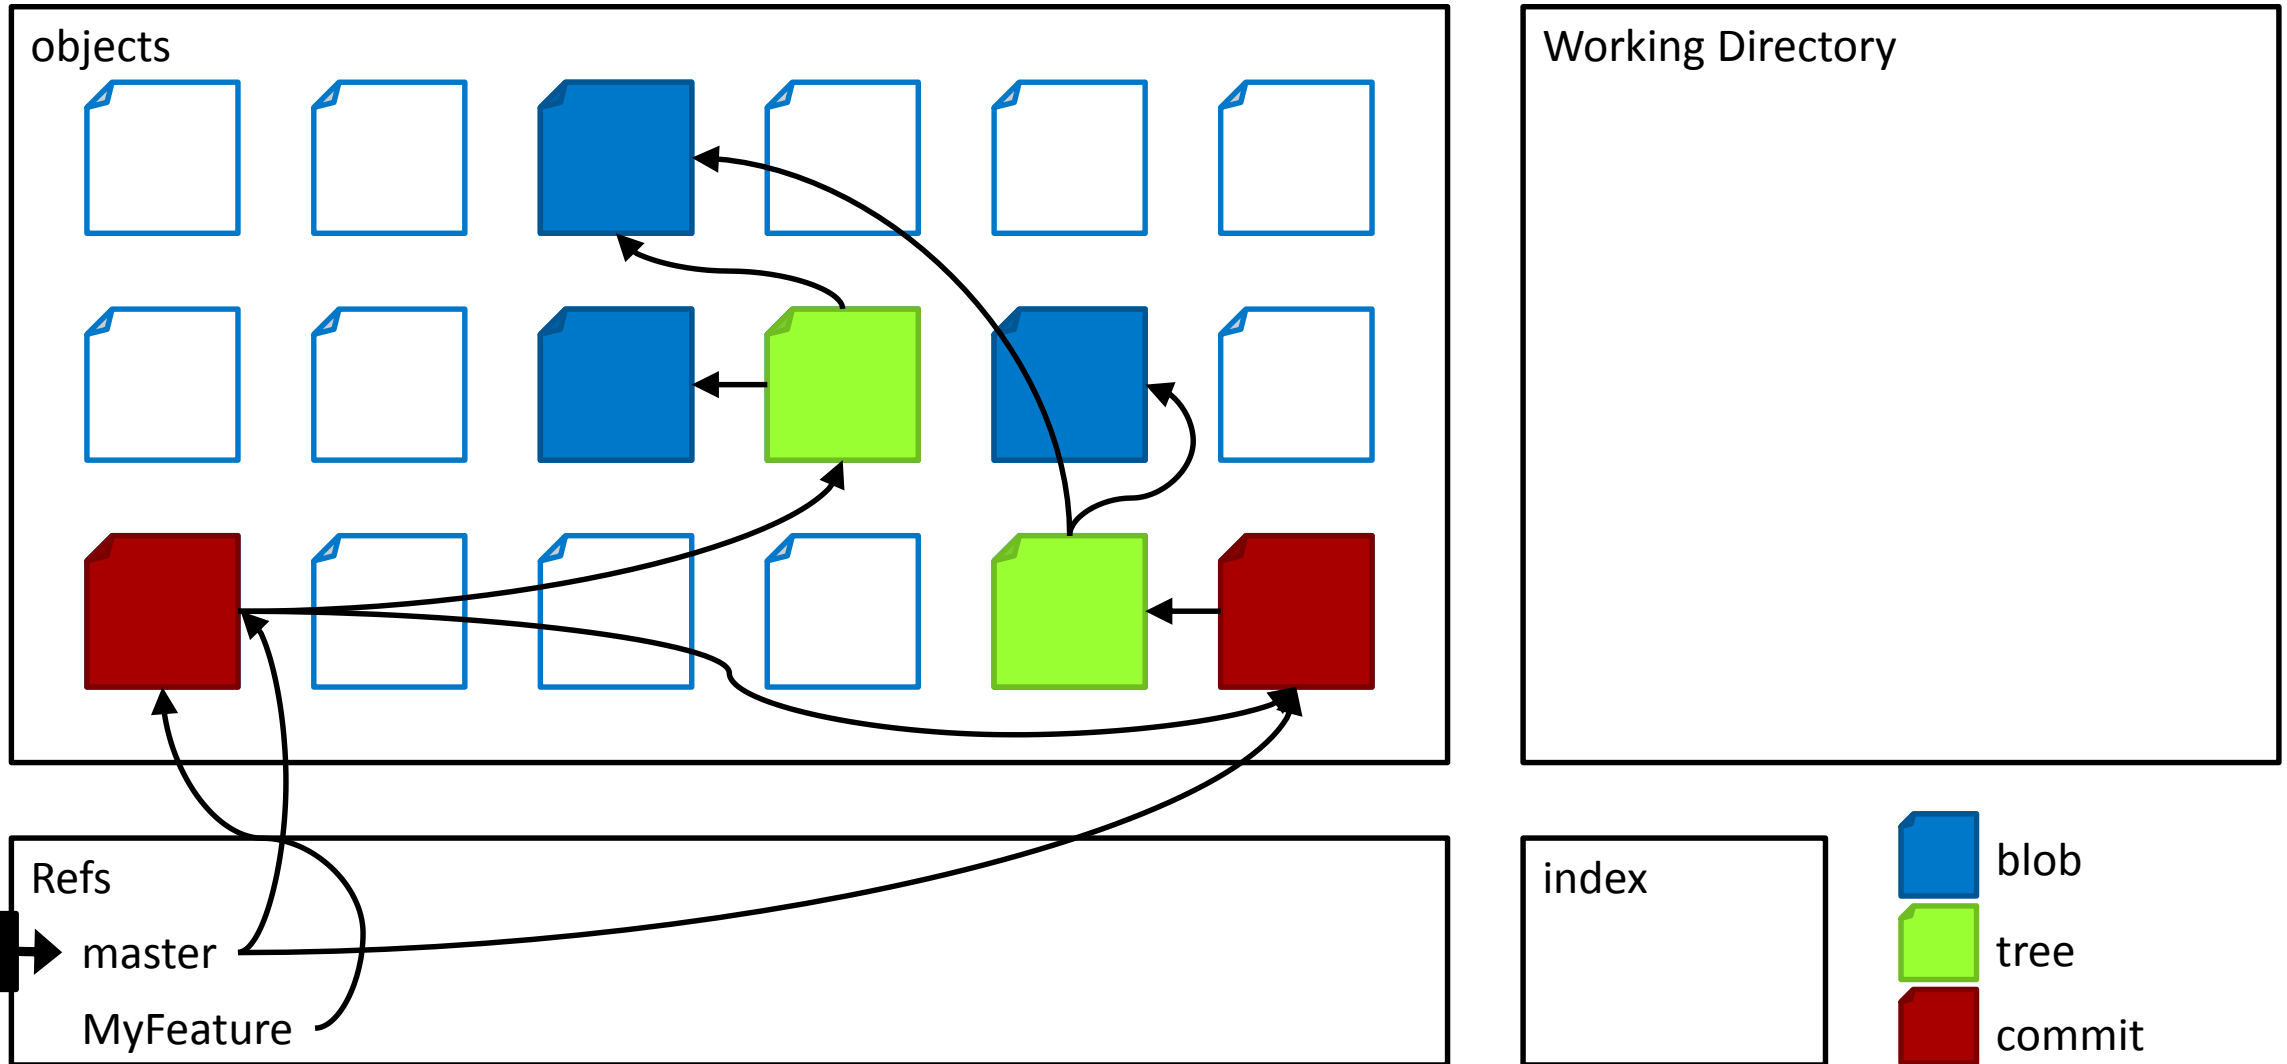 objects
Working Directory
Refs
master
MyFeature
index
blob
tree
commit